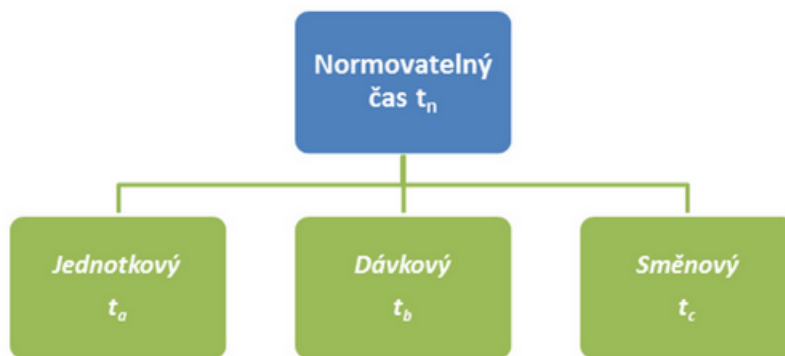 Normovatelný
čas tn
Jednotkový
ta
Dávkový
tb
Směnový
tc